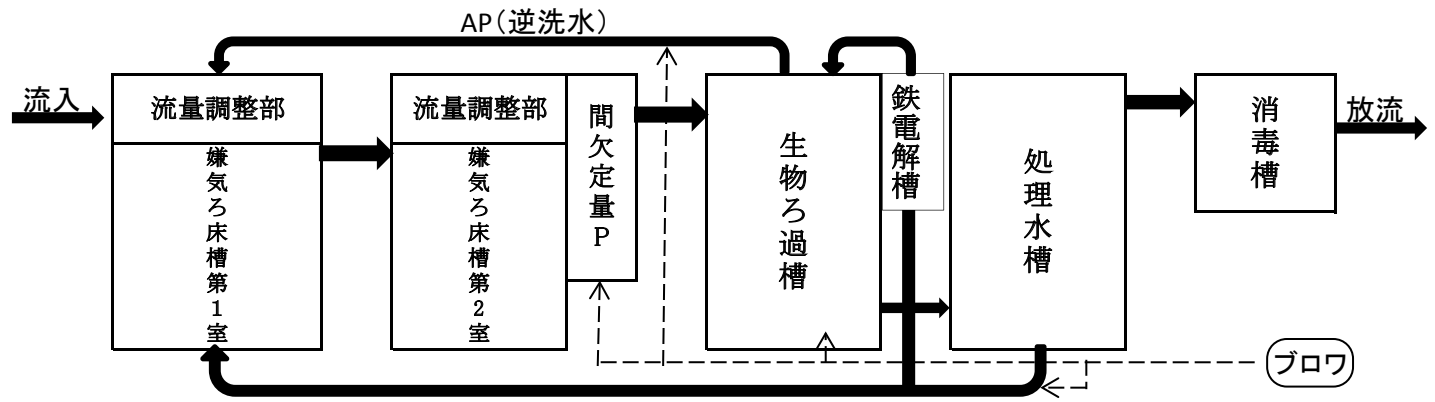 AP（逆洗水）
流入
流量調整部
嫌気ろ床槽第１室
流量調整部
嫌気ろ床槽第２室
間欠定量Ｐ
生物ろ過槽
鉄電解槽
処理水槽
消毒槽
放流
ブロワ